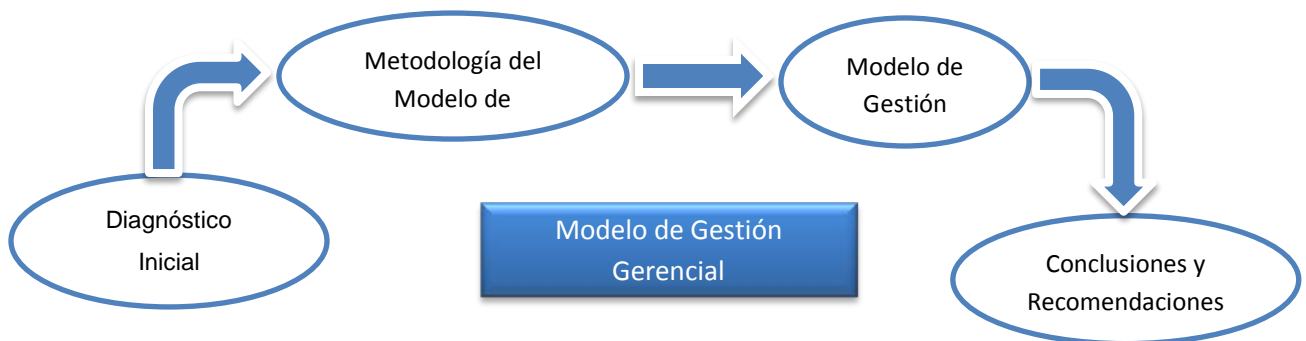 Metodología del
Modelo de
Modelo de
Gestión
Diagnóstico
Inicial
Modelo de Gestión
Gerencial
Conclusiones y
Recomendaciones